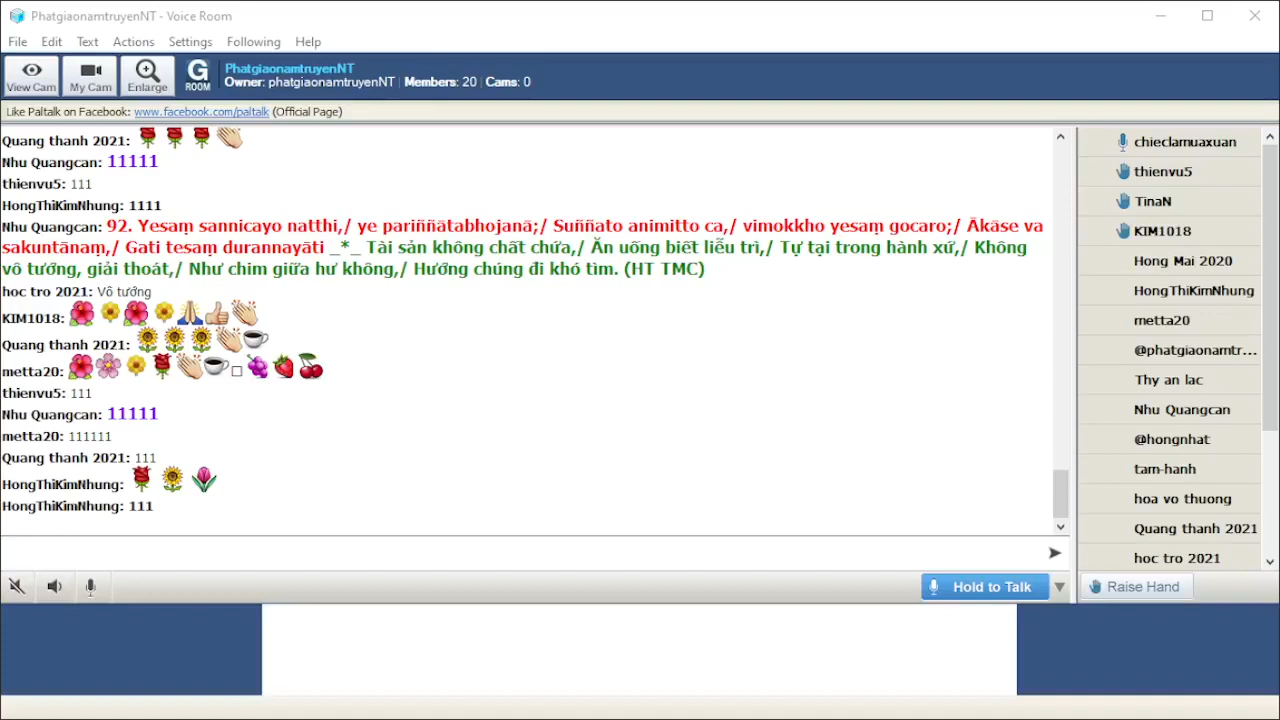 PhatgiaonamtruyenNT - Voice Room
File Edit Text Actions Settings Following Help
View Cam My Cam Enlarge G ROOM
PhatgiaonamtruyenNT
Owner: phatgiaonamtruyenNT | Members: 20 | Cams: 0
Like Paltalk on Facebook: www.facebook.com/paltalk (Official Page)
Quang thanh 2021:
Nhu Quangcan: 11111
thienvu5: 111
HongThiKimNhung: 1111
Nhu Quangcan: 92. Yesaṃ sannicayo natthi,/ ye pariññātabhojanā;/ Suññato animitto ca,/ vimokkho yesaṃ gocaro;/ Ākāse va
sakuntānaṃ,/ Gati tesaṃ durannayāti _*_ Tài sản không chất chứa,/ Ăn uống biết liễu tri,/ Tự tại trong hành xứ,/ Không
vô tướng, giải thoát,/ Như chim giữa hư không,/ Hướng chúng đi khó tìm. (HT TMC)
hoc tro 2021: Vô tướng
KIM1018:
Quang thanh 2021:
metta20:
thienvu5: 111
Nhu Quangcan: 11111
metta20: 111111
Quang thanh 2021: 111
HongThiKimNhung:
HongThiKimNhung: 111
chieclamuaxuan
thienvu5
TinaN
KIM1018
Hong Mai 2020
HongThiKimNhung
metta20
@phatgiaonamtr...
Thy an lac
Nhu Quangcan
@hongnhat
tam-hanh
hoa vo thuong
Quang thanh 2021
hoc tro 2021
Hold to Talk
Raise Hand